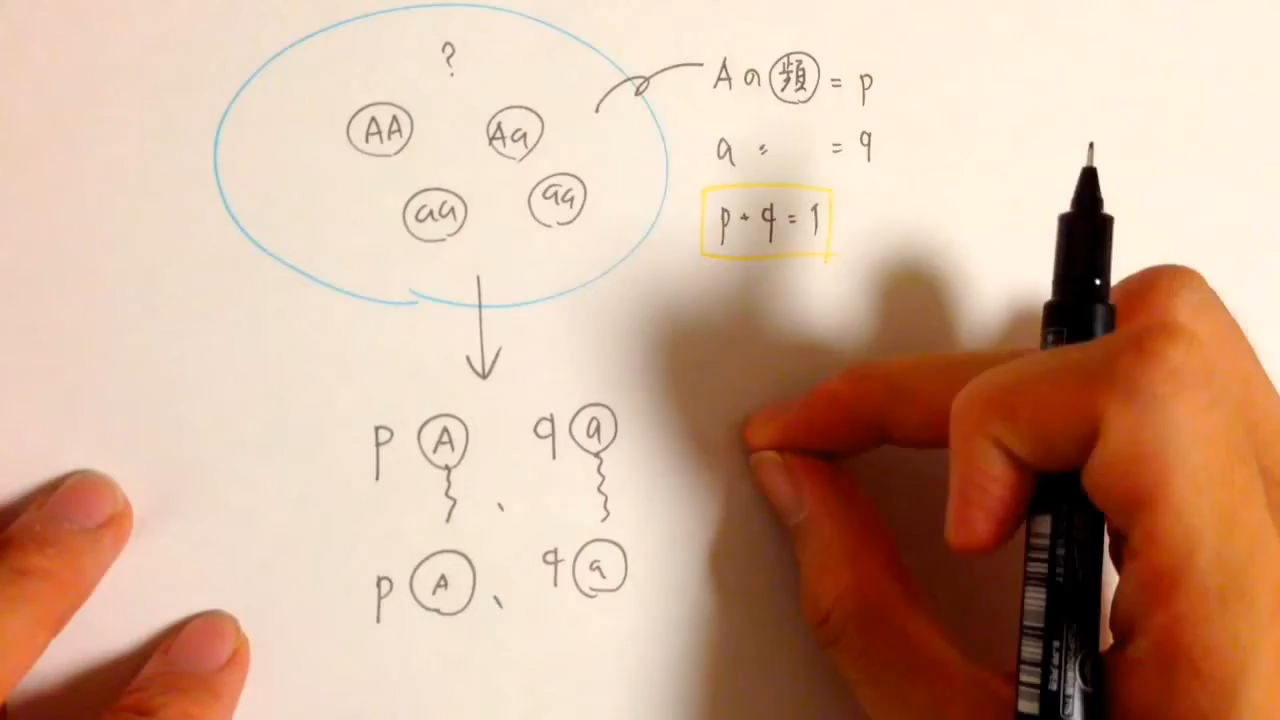 ?
AA Aa
aa aa
Aの頻 = p
a 〃 = q
p + q = 1
p A 、 q a
p A 、 q a